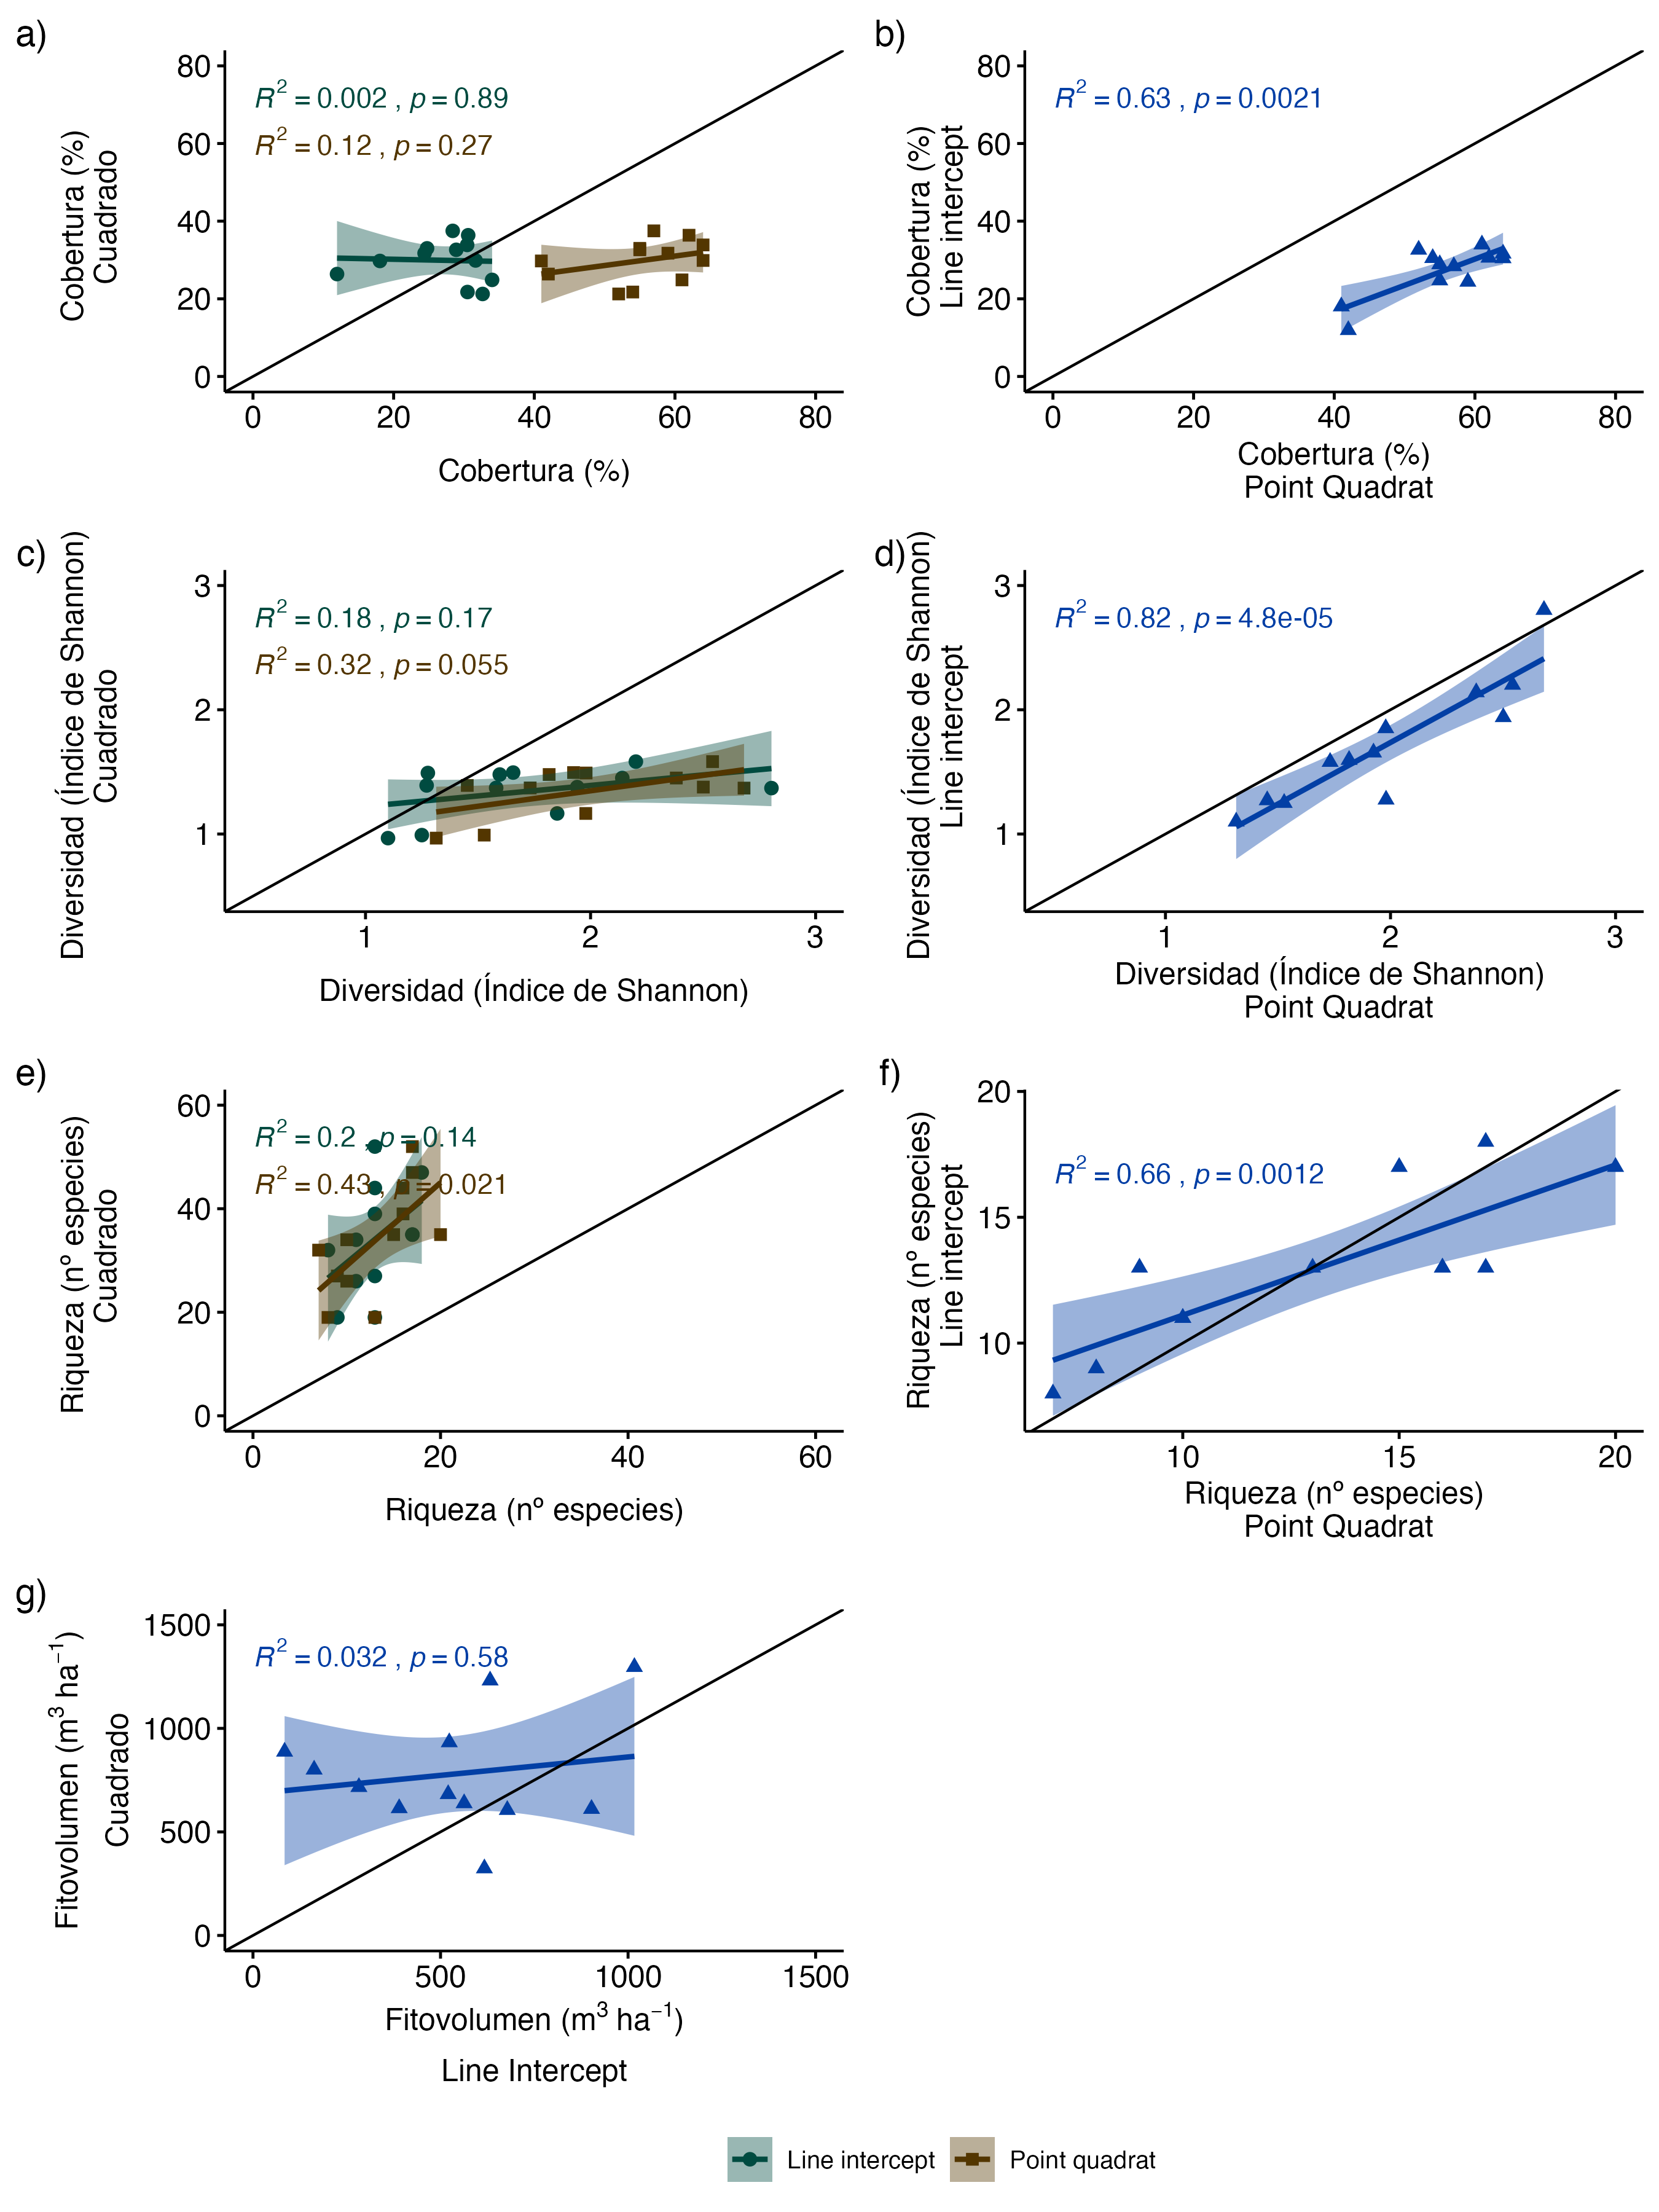 a)
Cobertura (%)
Cuadrado
80
60
40
20
0
R² = 0.002 , p = 0.89
R² = 0.12 , p = 0.27
0 20 40 60 80
Cobertura (%)
b)
Cobertura (%)
Line intercept
80
60
40
20
0
R² = 0.63 , p = 0.0021
0 20 40 60 80
Cobertura (%)
Point Quadrat
c)
Diversidad (Índice de Shannon)
Cuadrado
3
2
1
R² = 0.18 , p = 0.17
R² = 0.32 , p = 0.055
1 2 3
Diversidad (Índice de Shannon)
d)
Diversidad (Índice de Shannon)
Line intercept
3
2
1
R² = 0.82 , p = 4.8e-05
1 2 3
Diversidad (Índice de Shannon)
Point Quadrat
e)
Riqueza (nº especies)
Cuadrado
60
40
20
0
R² = 0.2 , p = 0.14
R² = 0.43 , p = 0.021
0 20 40 60
Riqueza (nº especies)
f)
Riqueza (nº especies)
Line intercept
20
15
10
R² = 0.66 , p = 0.0012
10 15 20
Riqueza (nº especies)
Point Quadrat
g)
Fitovolumen (m³ ha⁻¹)
Cuadrado
1500
1000
500
0
R² = 0.032 , p = 0.58
0 500 1000 1500
Fitovolumen (m³ ha⁻¹)
Line Intercept
Line intercept Point quadrat